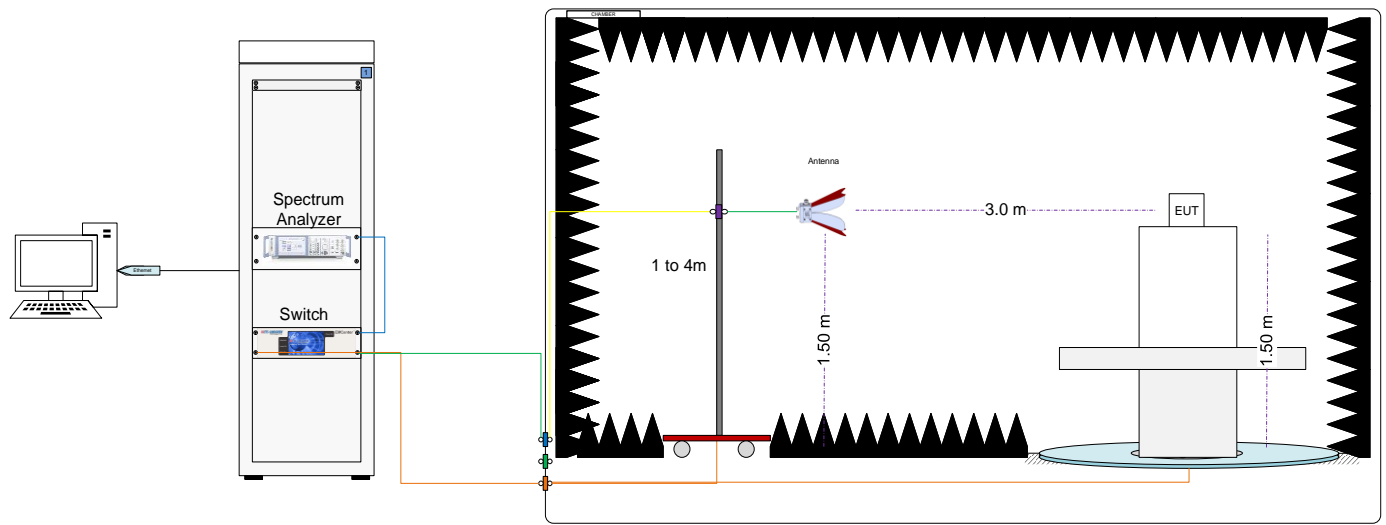 CHAMBER
1
Spectrum
Analyzer
Antenna
3.0 m
EUT
Ethernet
1 to 4m
1.50 m
1.50 m
Switch